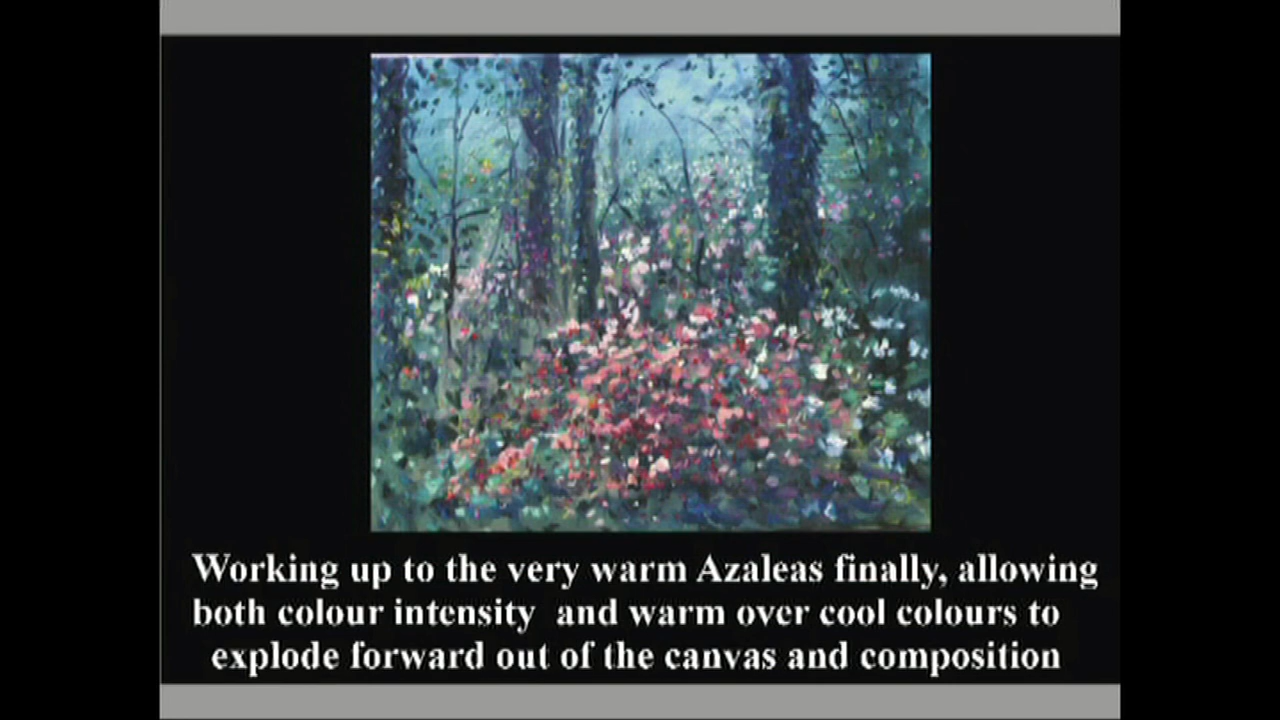 Working up to the very warm Azaleas finally, allowing
both colour intensity  and warm over cool colours to
explode forward out of the canvas and composition